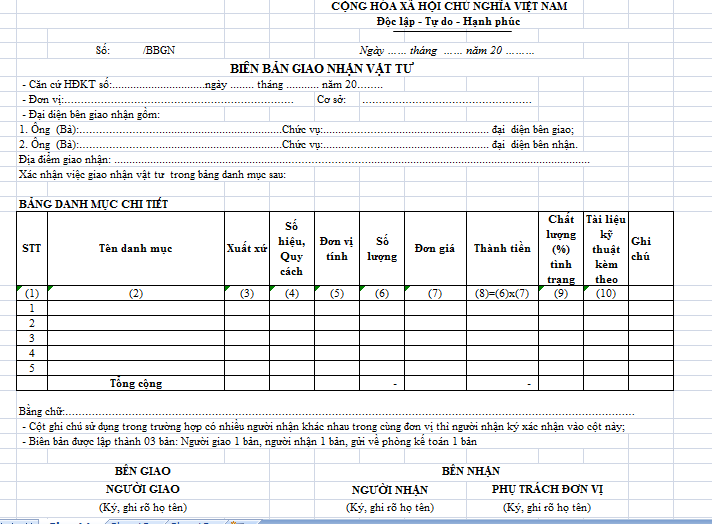 CỘNG HÒA XÃ HỘI CHỦ NGHĨA VIỆT NAM
Độc lập - Tự do - Hạnh phúc
Số: /BBGN Ngày ...... tháng ...... năm 20 .........
BIÊN BẢN GIAO NHẬN VẬT TƯ
- Căn cứ HĐKT số:................................ngày ........ tháng ........... năm 20.........
- Đơn vị:................................................................................ Cơ sở: ...........................................................
- Đại diện bên giao nhận gồm:
1. Ông (Bà):......................................................................Chức vụ:......................................................... đại diện bên giao;
2. Ông (Bà):......................................................................Chức vụ:......................................................... đại diện bên nhận.
Địa điểm giao nhận: ....................................................................................................................................................................
Xác nhận việc giao nhận vật tư trong bảng danh mục sau:
BẢNG DANH MỤC CHI TIẾT
STT Tên danh mục Xuất xứ Số hiệu, Quy cách Đơn vị tính Số lượng Đơn giá Thành tiền Chất lượng (%) tình trạng Tài liệu kỹ thuật kèm theo Ghi chú
(1) (2) (3) (4) (5) (6) (7) (8)=(6)x(7) (9) (10)
1
2
3
4
5
Tổng cộng - -
Bằng chữ:....................................................................................................................................................................................
- Cột ghi chú sử dụng trong trường hợp có nhiều người nhận khác nhau trong cùng đơn vị thì người nhận ký xác nhận vào cột này;
- Biên bản được lập thành 03 bản: Người giao 1 bản, người nhận 1 bản, gửi về phòng kế toán 1 bản
BÊN GIAO BÊN NHẬN
NGƯỜI GIAO NGƯỜI NHẬN PHỤ TRÁCH ĐƠN VỊ
(Ký, ghi rõ họ tên) (Ký, ghi rõ họ tên) (Ký, ghi rõ họ tên)